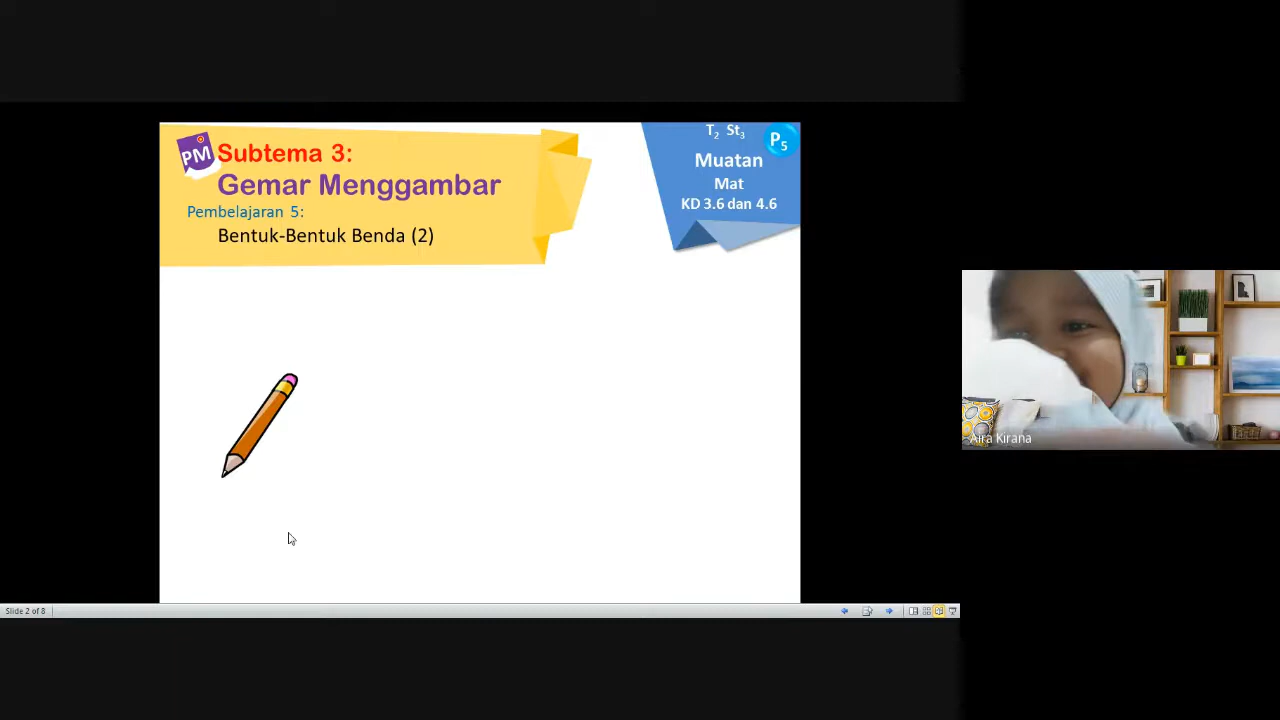 PM
Subtema 3:
Gemar Menggambar
Pembelajaran 5:
Bentuk-Bentuk Benda (2)
T2 St3
P5
Muatan
Mat
KD 3.6 dan 4.6
Aira Kirana
Slide 2 of 8